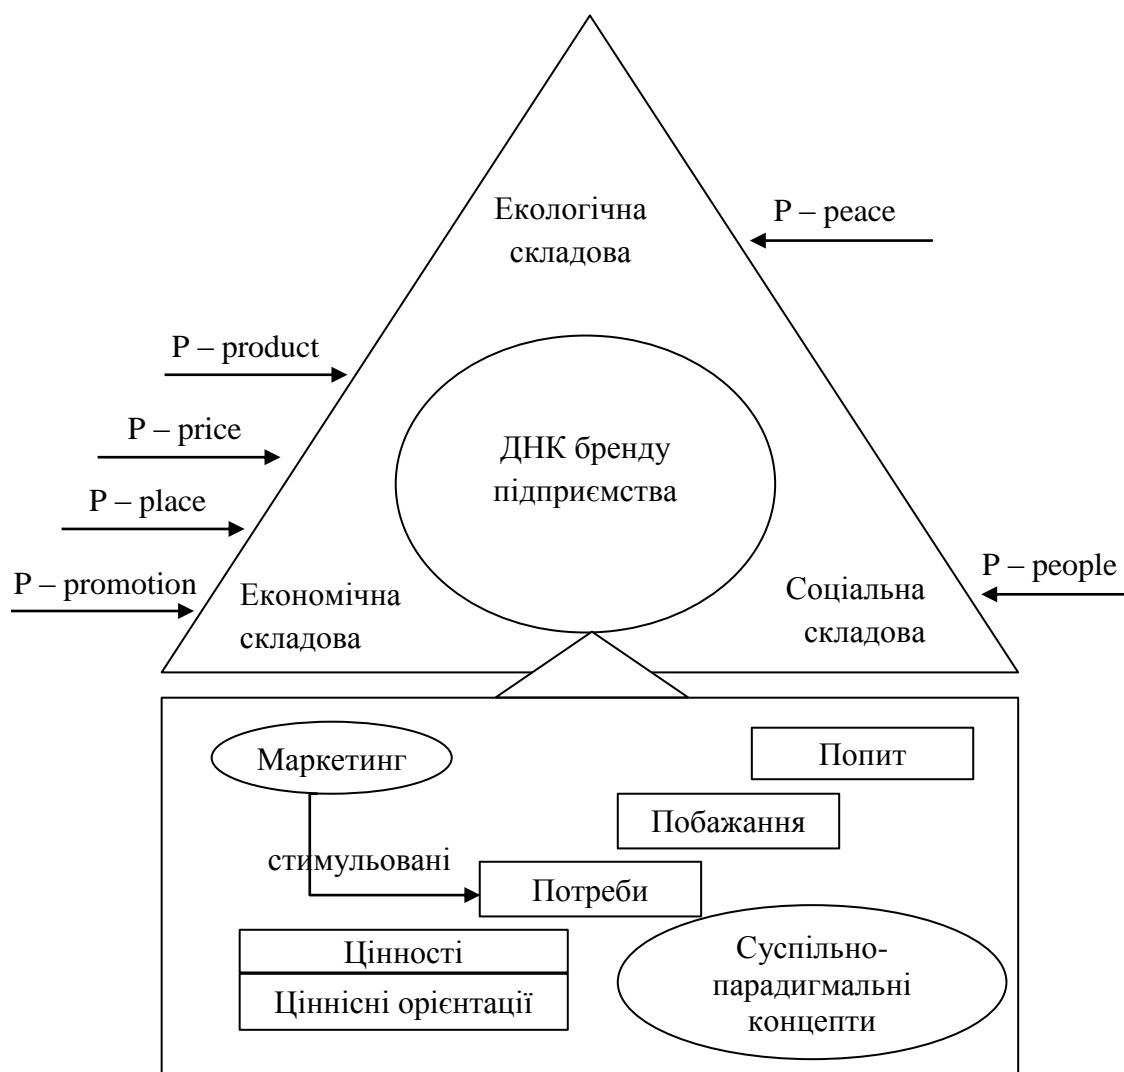 Екологічна
складова
P – peace
P – product
P – price
P – place
P – promotion
ДНК бренду
підприємства
Економічна
складова
Соціальна
складова
P – people
Маркетинг
Попит
Побажання
стимульовані
Потреби
Цінності
Ціннісні орієнтації
Суспільно-
парадигмальні
концепти